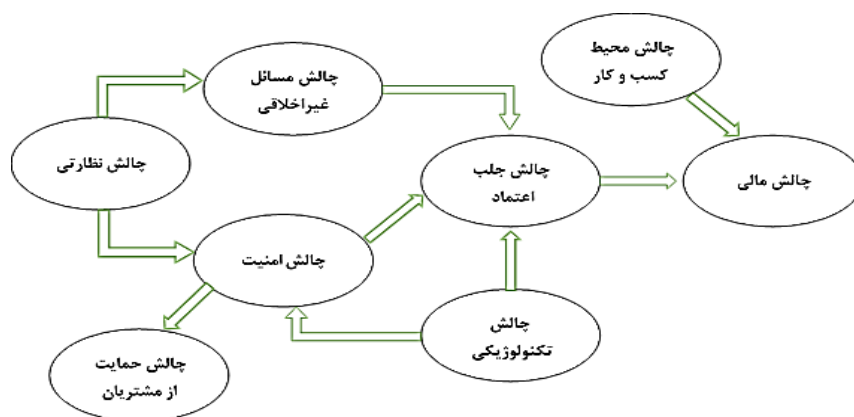 چالش محیط
کسب و کار
چالش مسائل
غیراخلاقی
چالش نظارتی
چالش جلب
اعتماد
چالش مالی
چالش امنیت
چالش
تکنولوژیکی
چالش حمایت
از مشتریان